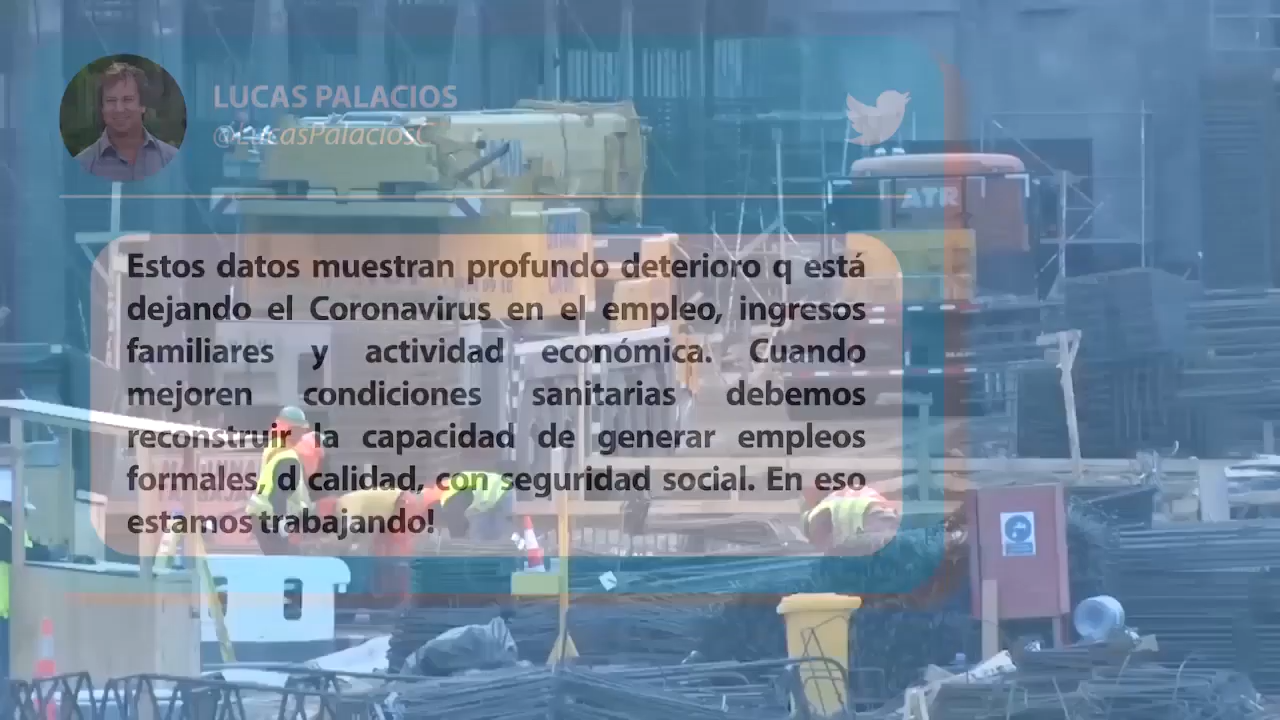 LUCAS PALACIOS
@LucasPalaciosC
ATR
Estos datos muestran profundo deterioro q está
dejando el Coronavirus en el empleo, ingresos
familiares y actividad económica. Cuando
mejoren condiciones sanitarias debemos
reconstruir la capacidad de generar empleos
formales, d calidad, con seguridad social. En eso
estamos trabajando!